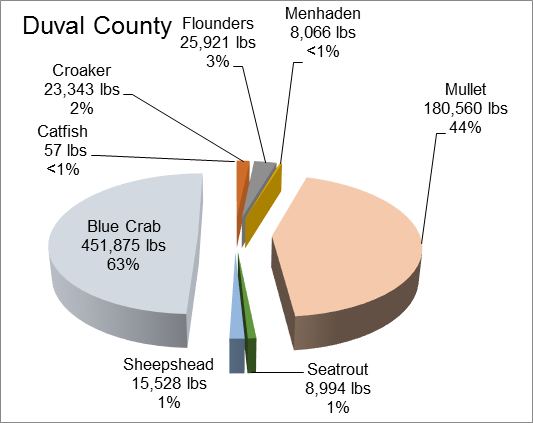 Duval County
Flounders
25,921 lbs
3%
Menhaden
8,066 lbs
<1%
Croaker
23,343 lbs
2%
Mullet
180,560 lbs
44%
Catfish
57 lbs
<1%
Blue Crab
451,875 lbs
63%
Sheepshead
15,528 lbs
1%
Seatrout
8,994 lbs
1%